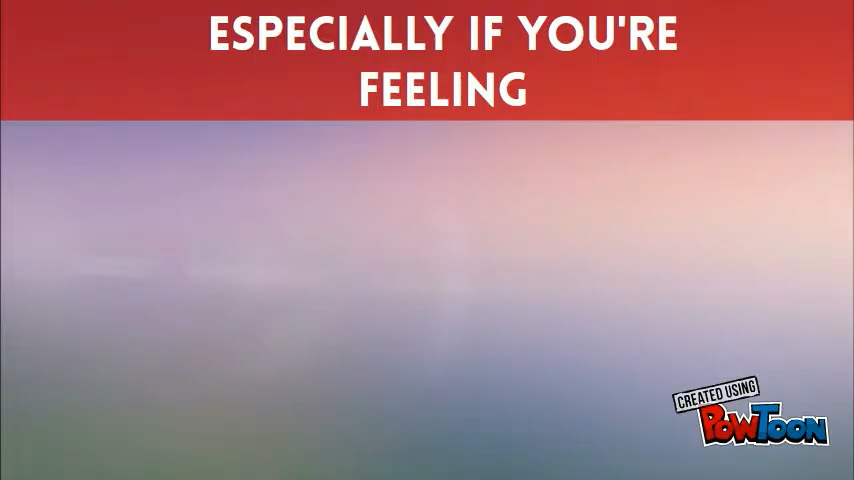 ESPECIALLY IF YOU'RE
FEELING
CREATED USING
POWTOON